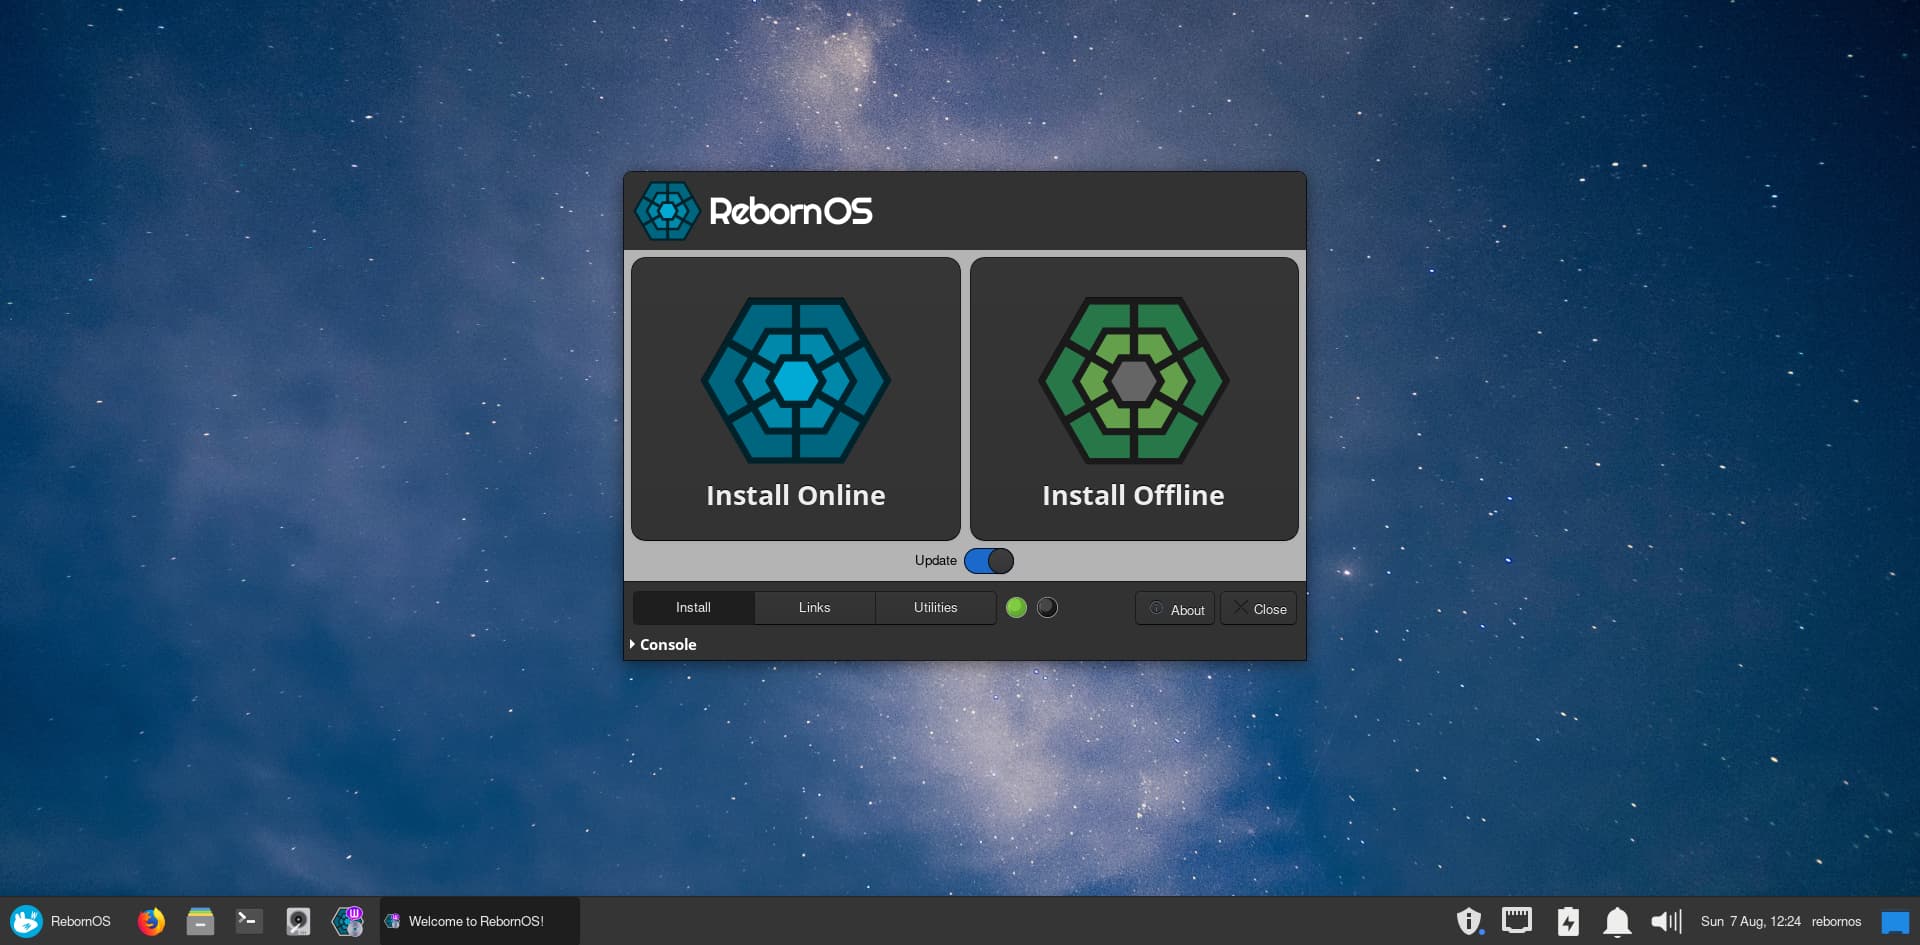 RebornOS
Install Online
Install Offline
Update
Install
Links
Utilities
About
Close
Console
RebornOS
Welcome to RebornOS!
Sun 7 Aug, 12:24
rebornos